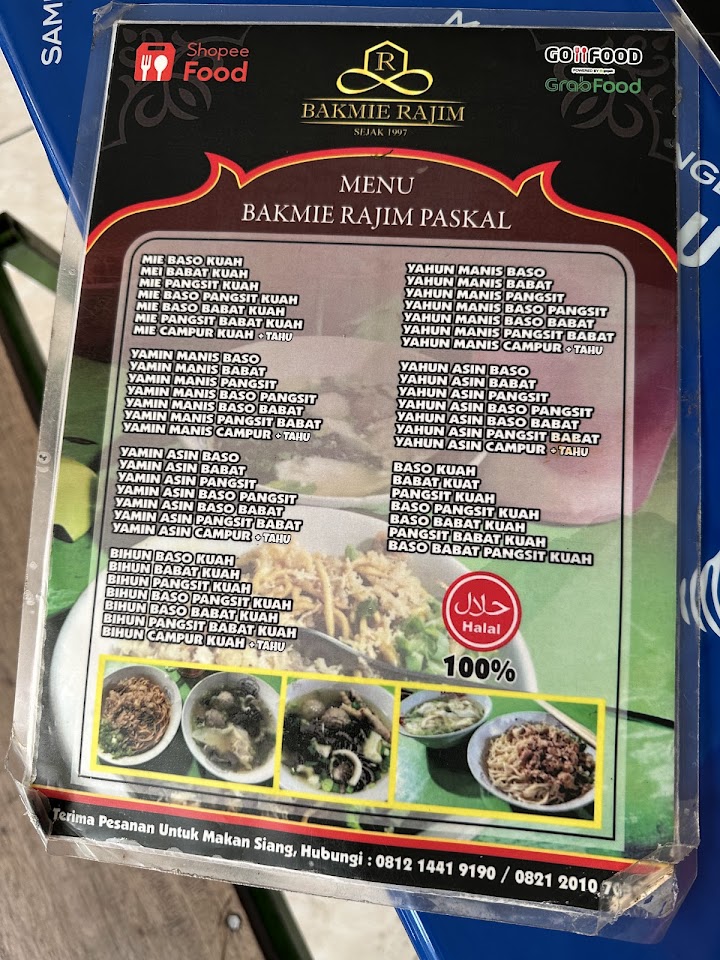 SAMU
Shopee
Food
R
BAKMIE RAJIM
SEJAK 1997
GOFOOD
POWERED BY gojek
GrabFood
MENU
BAKMIE RAJIM PASKAL
MIE BASO KUAH
MEI BABAT KUAH
MIE PANGSIT KUAH
MIE BASO PANGSIT KUAH
MIE BASO BABAT KUAH
MIE PANGSIT BABAT KUAH
MIE CAMPUR KUAH + TAHU
YAMIN MANIS BASO
YAMIN MANIS BABAT
YAMIN MANIS PANGSIT
YAMIN MANIS BASO PANGSIT
YAMIN MANIS BASO BABAT
YAMIN MANIS PANGSIT BABAT
YAMIN MANIS CAMPUR + TAHU
YAMIN ASIN BASO
YAMIN ASIN BABAT
YAMIN ASIN PANGSIT
YAMIN ASIN BASO PANGSIT
YAMIN ASIN BASO BABAT
YAMIN ASIN PANGSIT BABAT
YAMIN ASIN CAMPUR + TAHU
BIHUN BASO KUAH
BIHUN BABAT KUAH
BIHUN PANGSIT KUAH
BIHUN BASO PANGSIT KUAH
BIHUN BASO BABAT KUAH
BIHUN PANGSIT BABAT KUAH
BIHUN CAMPUR KUAH + TAHU
YAHUN MANIS BASO
YAHUN MANIS BABAT
YAHUN MANIS PANGSIT
YAHUN MANIS BASO PANGSIT
YAHUN MANIS BASO BABAT
YAHUN MANIS PANGSIT BABAT
YAHUN MANIS CAMPUR + TAHU
YAHUN ASIN BASO
YAHUN ASIN BABAT
YAHUN ASIN PANGSIT
YAHUN ASIN BASO PANGSIT
YAHUN ASIN BASO BABAT
YAHUN ASIN PANGSIT BABAT
YAHUN ASIN CAMPUR + TAHU
BASO KUAH
BABAT KUAT
PANGSIT KUAH
BASO PANGSIT KUAH
BASO BABAT KUAH
PANGSIT BABAT KUAH
BASO BABAT PANGSIT KUAH
حلال
Halal
100%
Terima Pesanan Untuk Makan Siang, Hubungi : 0812 1441 9190 / 0821 2010